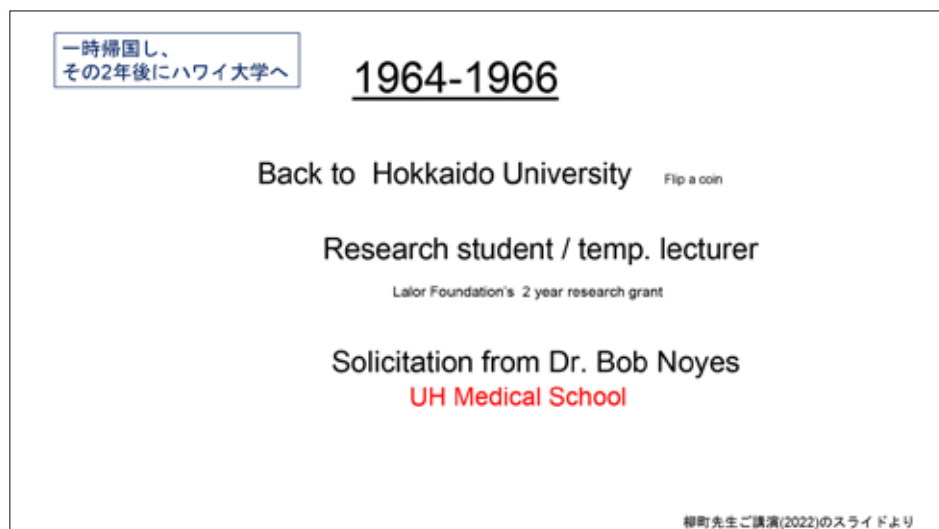 一時帰国し、
その2年後にハワイ大学へ
1964-1966
Back to Hokkaido University Flip a coin
Research student / temp. lecturer
Lalor Foundation's 2 year research grant
Solicitation from Dr. Bob Noyes
UH Medical School
柳町先生ご講演(2022)のスライドより